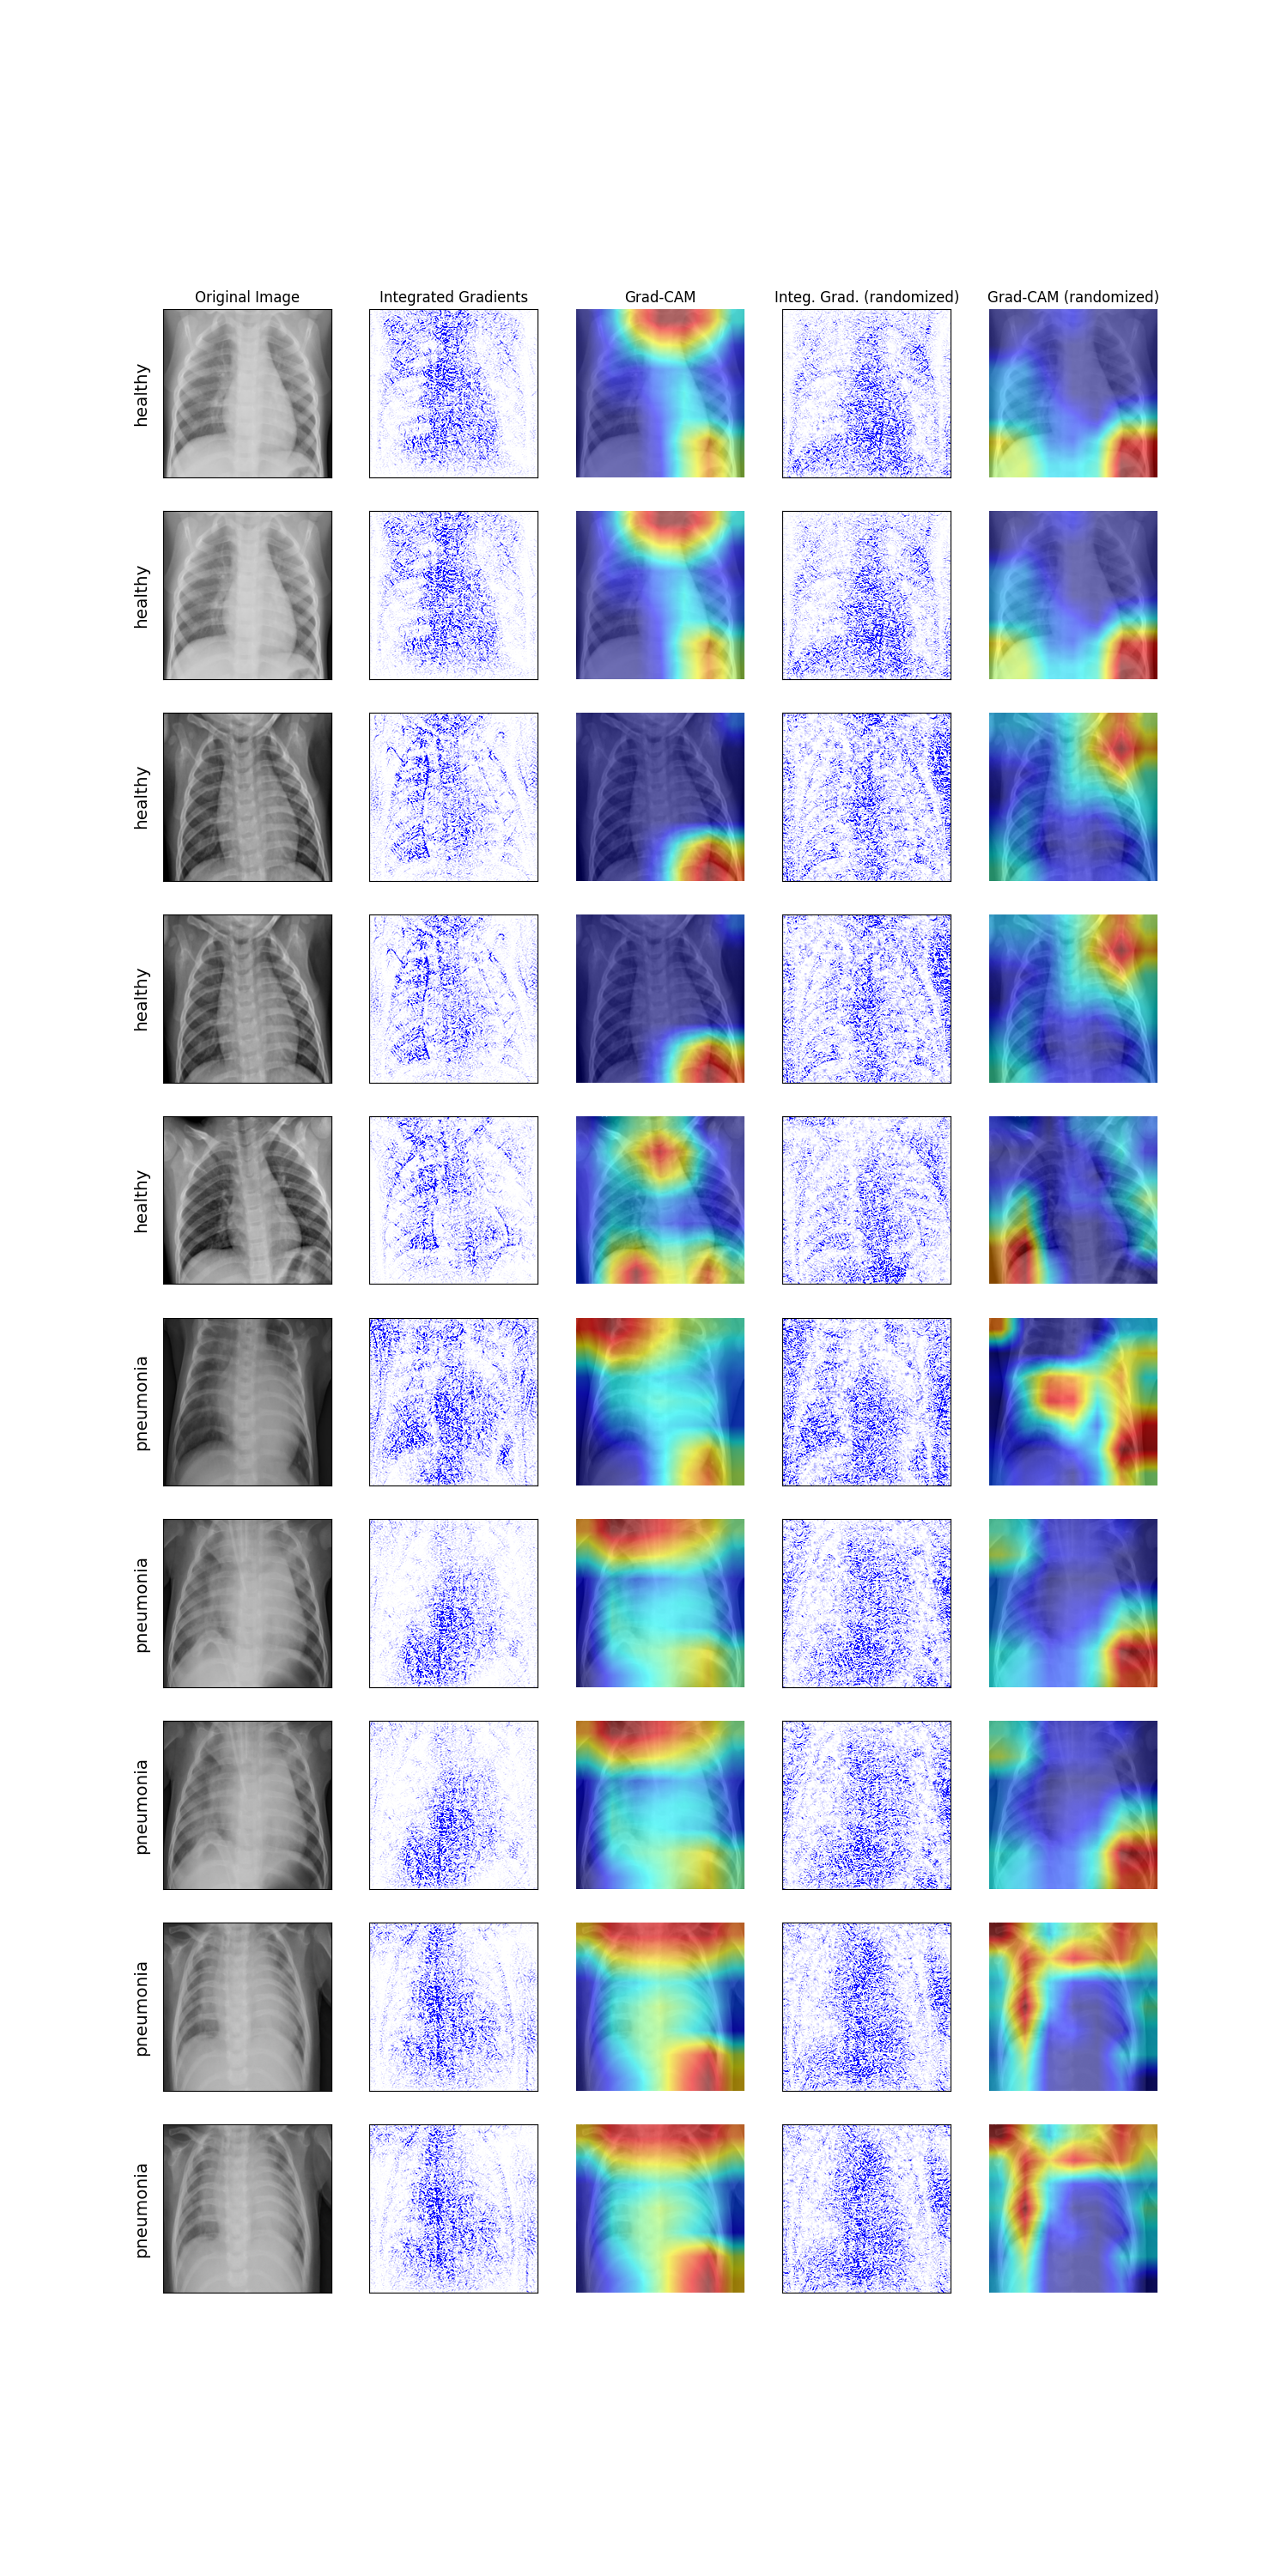 Original Image
Integrated Gradients
Grad-CAM
Integ. Grad. (randomized)
Grad-CAM (randomized)
healthy
healthy
healthy
healthy
healthy
pneumonia
pneumonia
pneumonia
pneumonia
pneumonia